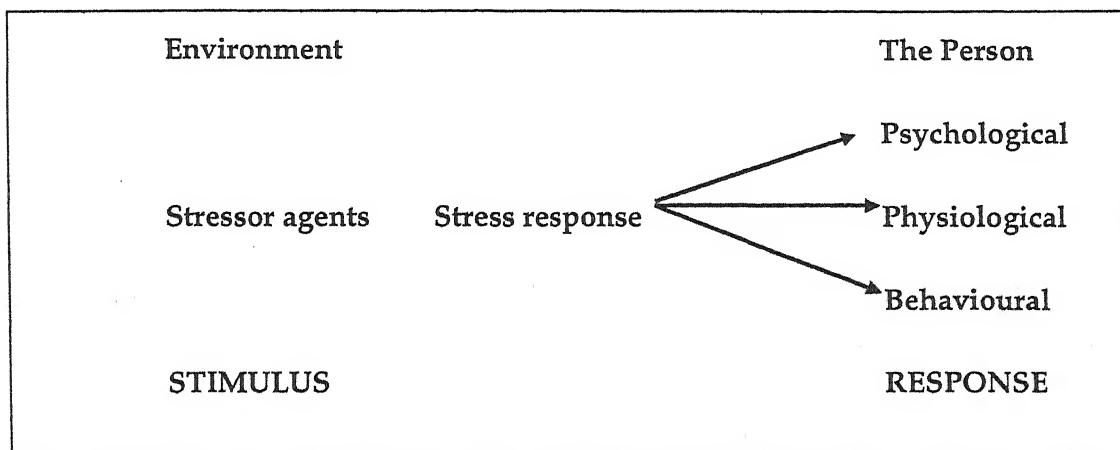 Environment The Person
Psychological
Stressor agents Stress response Physiological
Behavioural
STIMULUS RESPONSE